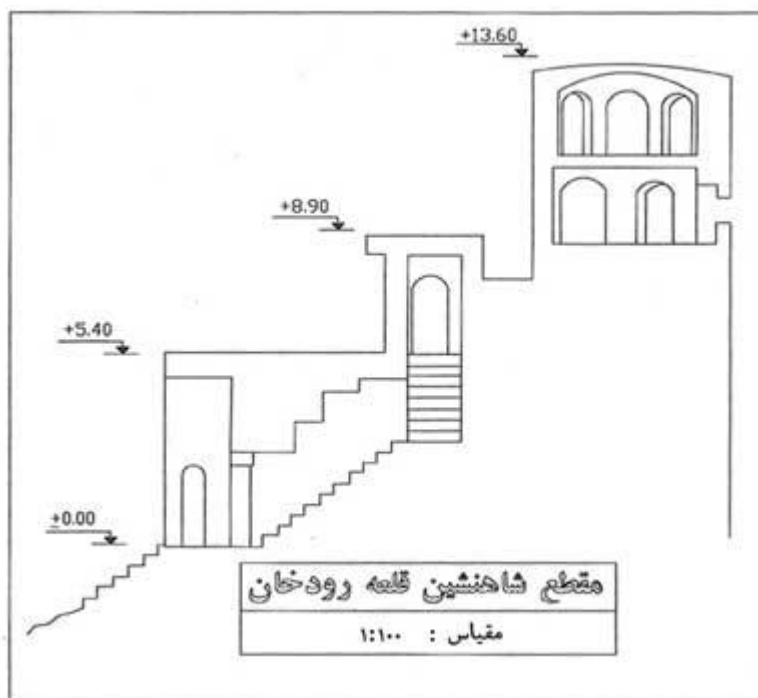 +13.60
+8.90
+5.40
±0.00
مقطع شاهنشین قلعه رودخان
مقیاس : ۱:۱۰۰